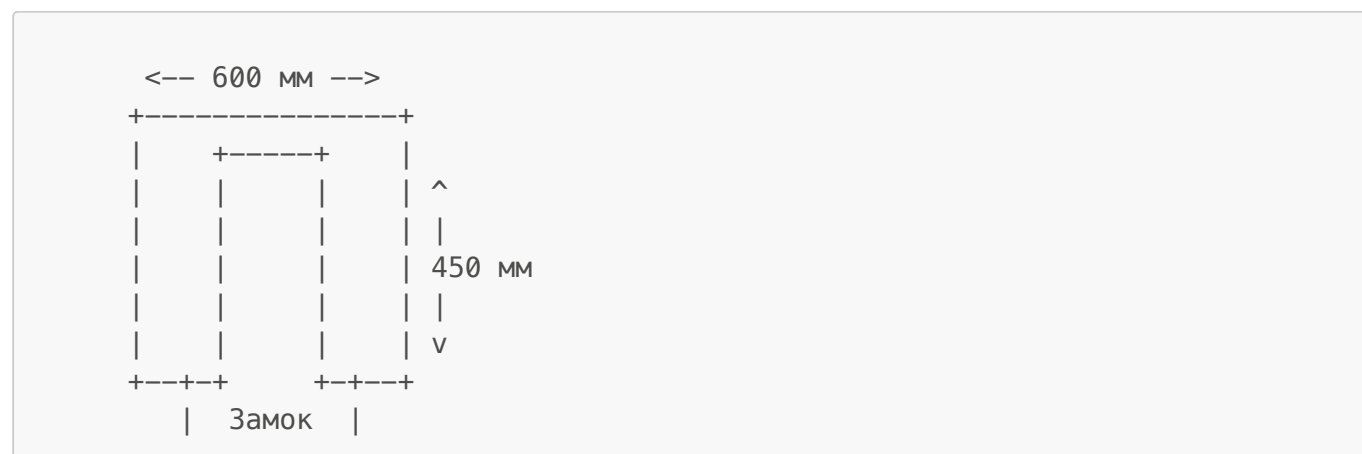 <-- 600 мм -->
+---------------+
|    +-----+    |
|    |     |    | ^
|    |     |    | |
|    |     |    | 450 мм
|    |     |    | |
|    |     |    | v
+--+-+     +-+--+
|  Замок  |